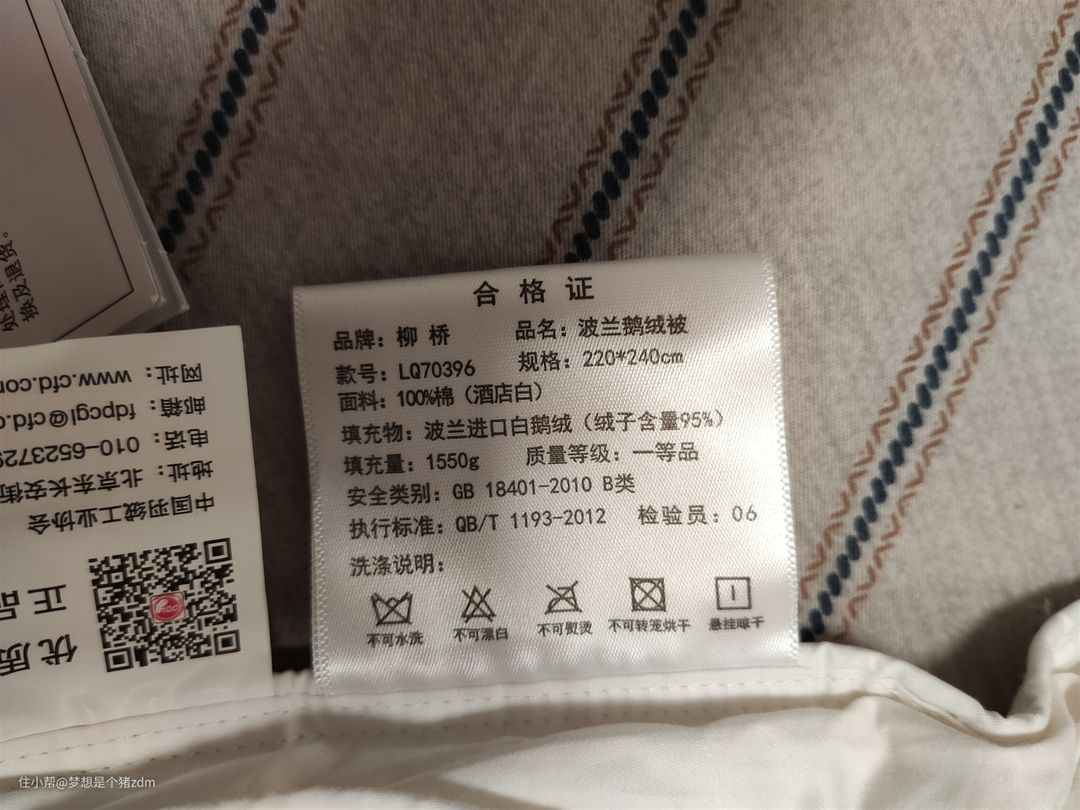 合格证
品牌：柳桥 品名：波兰鹅绒被
款号：LQ70396 规格：220*240cm
面料：100%棉（酒店白）
填充物：波兰进口白鹅绒（绒子含量95%）
填充量：1550g 质量等级：一等品
安全类别：GB 18401-2010 B类
执行标准：QB/T 1193-2012 检验员：06
洗涤说明：
不可水洗 不可漂白 不可熨烫 不可转笼烘干 悬挂晾干
优质
正品
中国羽绒工业协会
地址：北京东长安街
电话：010-6523729
邮箱：fdpcgl@cfd.c
网址：www.cfd.com
换及退货。
住小帮@梦想是个猪zdm